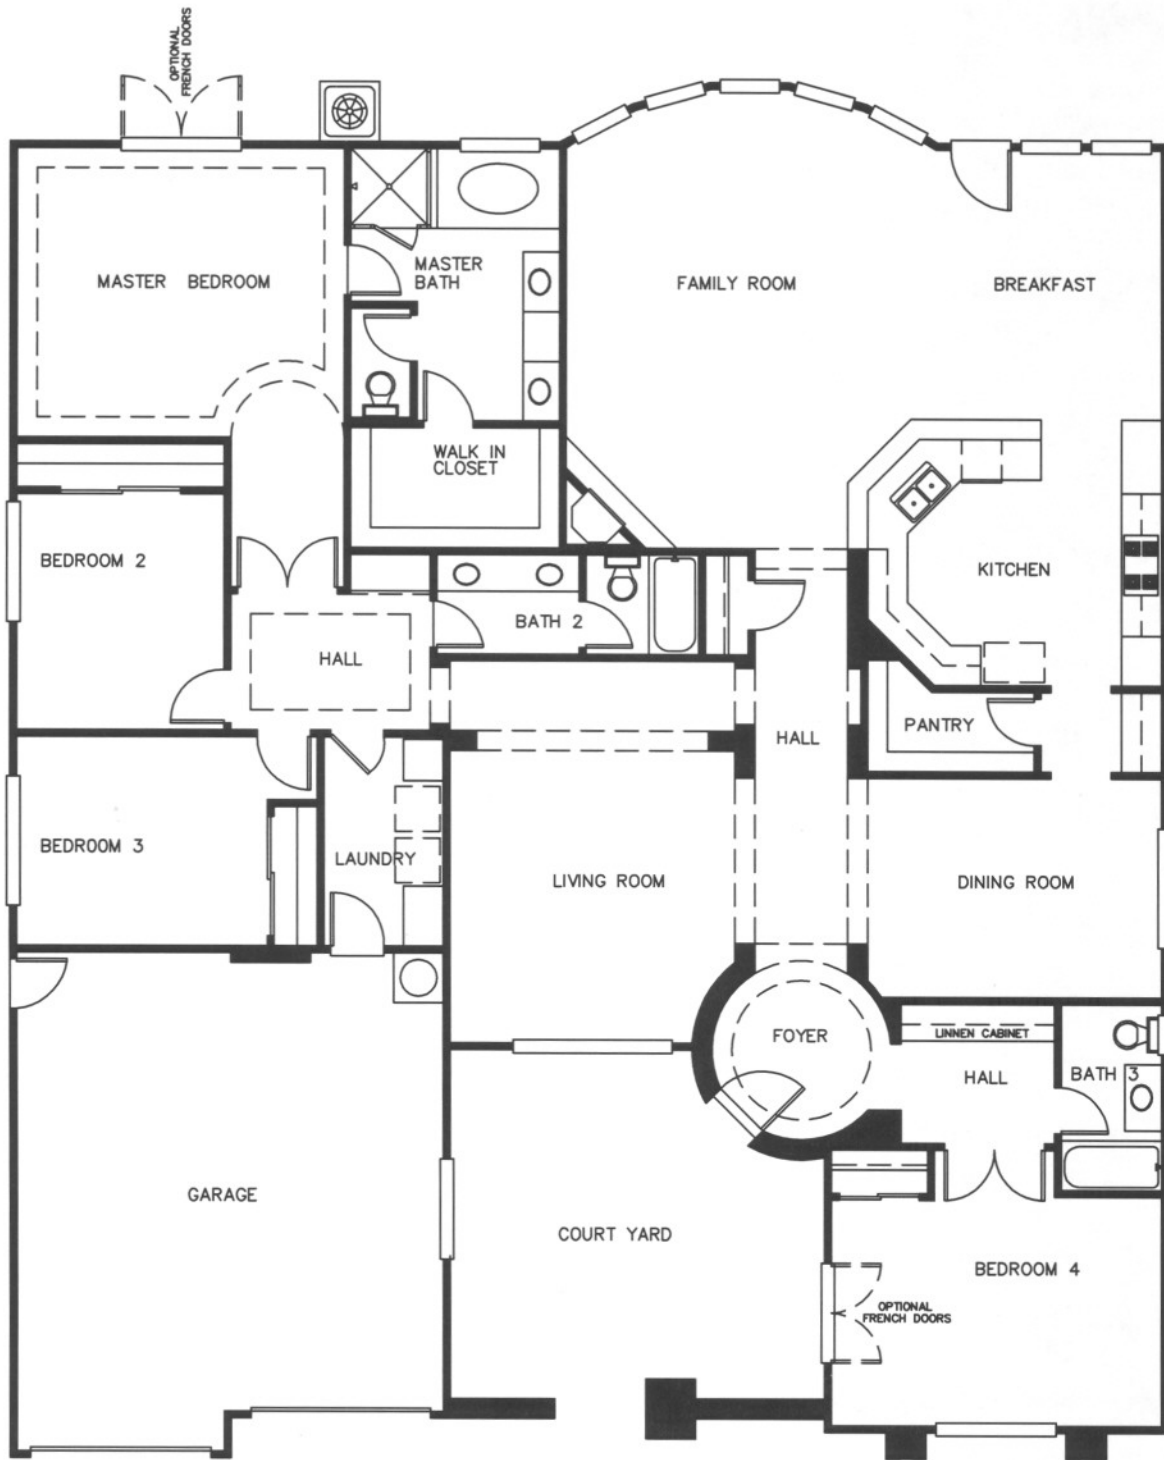 OPTIONAL
FRENCH DOORS
MASTER BEDROOM
MASTER
BATH
FAMILY ROOM
BREAKFAST
WALK IN
CLOSET
BEDROOM 2
KITCHEN
BATH 2
HALL
PANTRY
HALL
BEDROOM 3
LAUNDRY
LIVING ROOM
DINING ROOM
FOYER
LINNEN CABINET
HALL
BATH 3
GARAGE
COURT YARD
BEDROOM 4
OPTIONAL
FRENCH DOORS